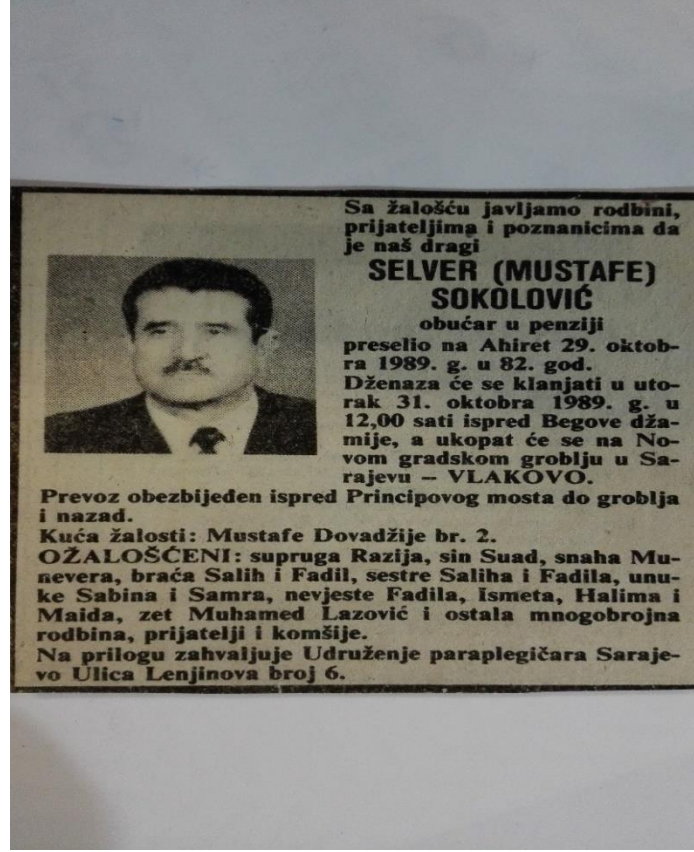 Sa žalošću javljamo rodbini,
prijateljima i poznanicima da
je naš dragi
SELVER (MUSTAFE)
SOKOLOVIĆ
obućar u penziji
preselio na Ahiret 29. oktob-
ra 1989. g. u 82. god.
Dženaza će se klanjati u uto-
rak 31. oktobra 1989. g. u
12,00 sati ispred Begove dža-
mije, a ukopat će se na No-
vom gradskom groblju u Sa-
rajevu – VLAKOVO.
Prevoz obezbijeđen ispred Principovog mosta do groblja
i nazad.
Kuća žalosti: Mustafe Dovadžije br. 2.
OŽALOŠĆENI: supruga Razija, sin Suad, snaha Mu-
nevera, braća Salih i Fadil, sestre Saliha i Fadila, unu-
ke Sabina i Samra, nevjeste Fadila, Ismeta, Halima i
Maida, zet Muhamed Lazović i ostala mnogobrojna
rodbina, prijatelji i komšije.
Na prilogu zahvaljuje Udruženje paraplegičara Saraje-
vo Ulica Lenjinova broj 6.